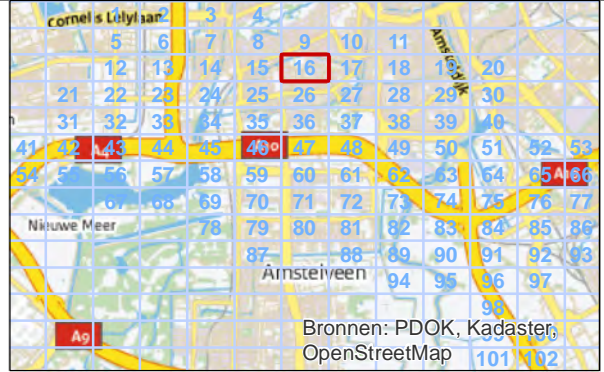 Cornelis Lelylaan 1 2 3 4
5 6 7 8 9 10 11
Amsteldijk
12 13 14 15 16 17 18 19 20
21 22 23 24 25 26 27 28 29 30
31 32 33 34 35 36 37 38 39 40
41 42 43 44 45 46 47 48 49 50 51 52 53
54 55 56 57 58 59 60 61 62 63 64 65 66
67 68 69 70 71 72 73 74 75 76 77
Nieuwe Meer 78 79 80 81 82 83 84 85 86
87 88 89 90 91 92 93
Amstelveen 94 95 96 97
98
A9
Bronnen: PDOK, Kadaster,
OpenStreetMap
101 102